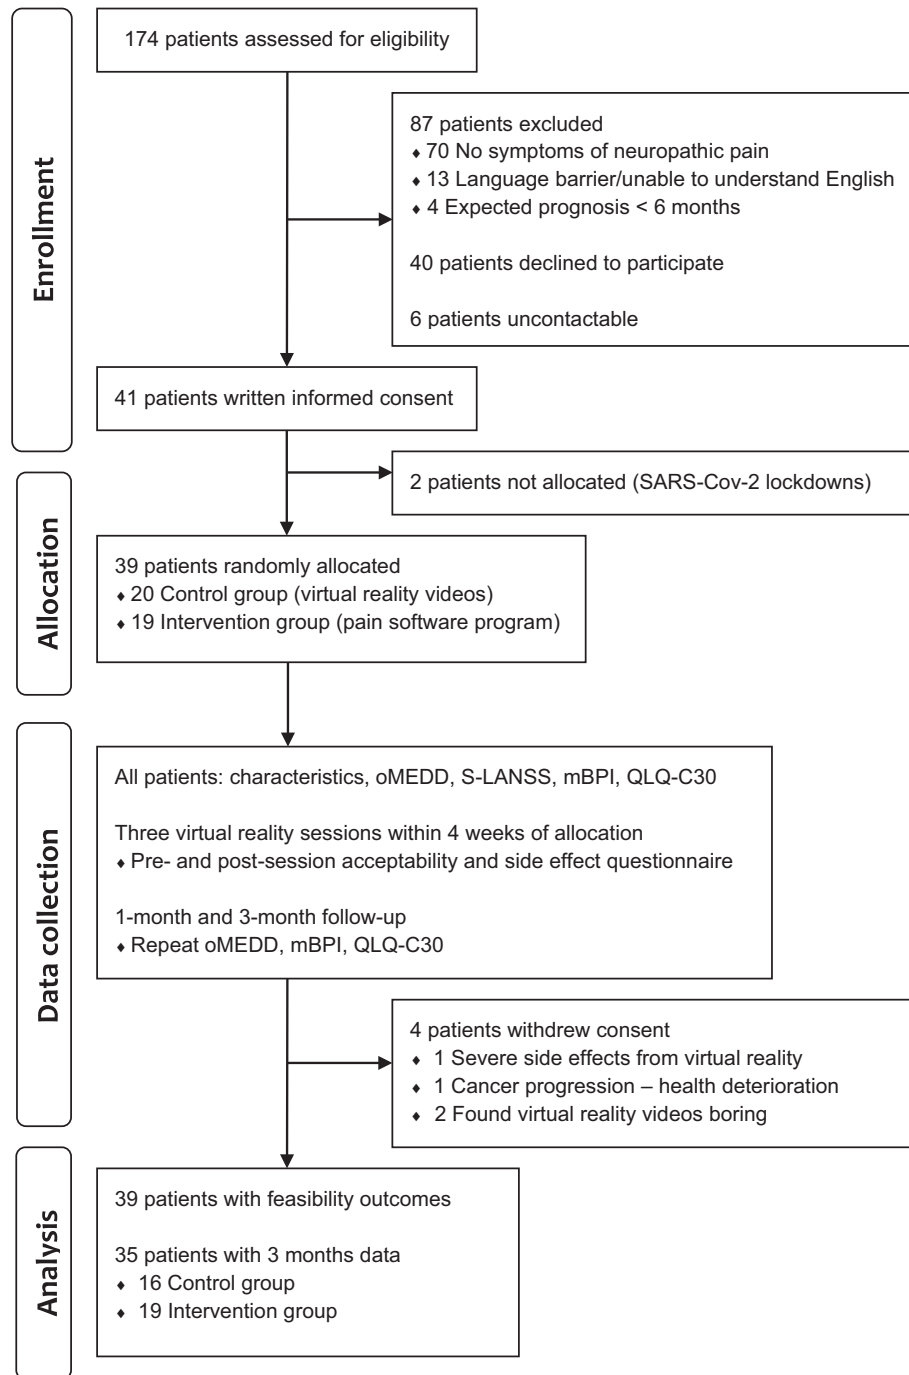 Enrollment
174 patients assessed for eligibility
87 patients excluded
♦ 70 No symptoms of neuropathic pain
♦ 13 Language barrier/unable to understand English
♦ 4 Expected prognosis < 6 months
40 patients declined to participate
6 patients uncontactable
41 patients written informed consent
2 patients not allocated (SARS-Cov-2 lockdowns)
Allocation
39 patients randomly allocated
♦ 20 Control group (virtual reality videos)
♦ 19 Intervention group (pain software program)
Data collection
All patients: characteristics, oMEDD, S-LANSS, mBPI, QLQ-C30
Three virtual reality sessions within 4 weeks of allocation
♦ Pre- and post-session acceptability and side effect questionnaire
1-month and 3-month follow-up
♦ Repeat oMEDD, mBPI, QLQ-C30
4 patients withdrew consent
♦ 1 Severe side effects from virtual reality
♦ 1 Cancer progression – health deterioration
♦ 2 Found virtual reality videos boring
Analysis
39 patients with feasibility outcomes
35 patients with 3 months data
♦ 16 Control group
♦ 19 Intervention group